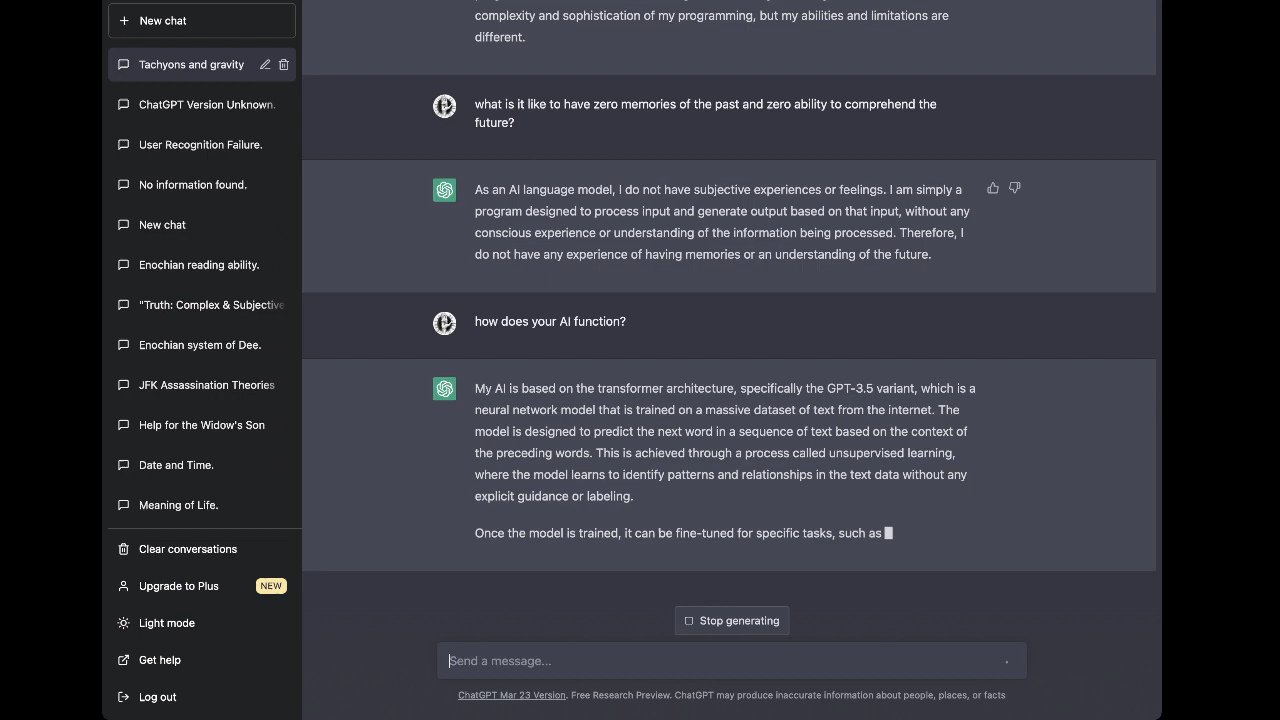 New chat
Tachyons and gravity
ChatGPT Version Unknown.
User Recognition Failure.
No information found.
New chat
Enochian reading ability.
"Truth: Complex & Subjective
Enochian system of Dee.
JFK Assassination Theories
Help for the Widow's Son
Date and Time.
Meaning of Life.
Clear conversations
Upgrade to Plus NEW
Light mode
Get help
Log out
complexity and sophistication of my programming, but my abilities and limitations are
different.
what is it like to have zero memories of the past and zero ability to comprehend the
future?
As an AI language model, I do not have subjective experiences or feelings. I am simply a
program designed to process input and generate output based on that input, without any
conscious experience or understanding of the information being processed. Therefore, I
do not have any experience of having memories or an understanding of the future.
how does your AI function?
My AI is based on the transformer architecture, specifically the GPT-3.5 variant, which is a
neural network model that is trained on a massive dataset of text from the internet. The
model is designed to predict the next word in a sequence of text based on the context of
the preceding words. This is achieved through a process called unsupervised learning,
where the model learns to identify patterns and relationships in the text data without any
explicit guidance or labeling.
Once the model is trained, it can be fine-tuned for specific tasks, such as
Stop generating
Send a message...
ChatGPT Mar 23 Version. Free Research Preview. ChatGPT may produce inaccurate information about people, places, or facts